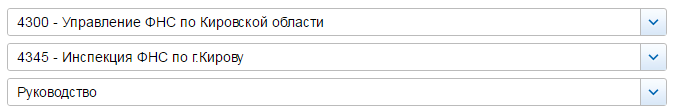 4300 - Управление ФНС по Кировской области
4345 - Инспекция ФНС по г.Кирову
Руководство